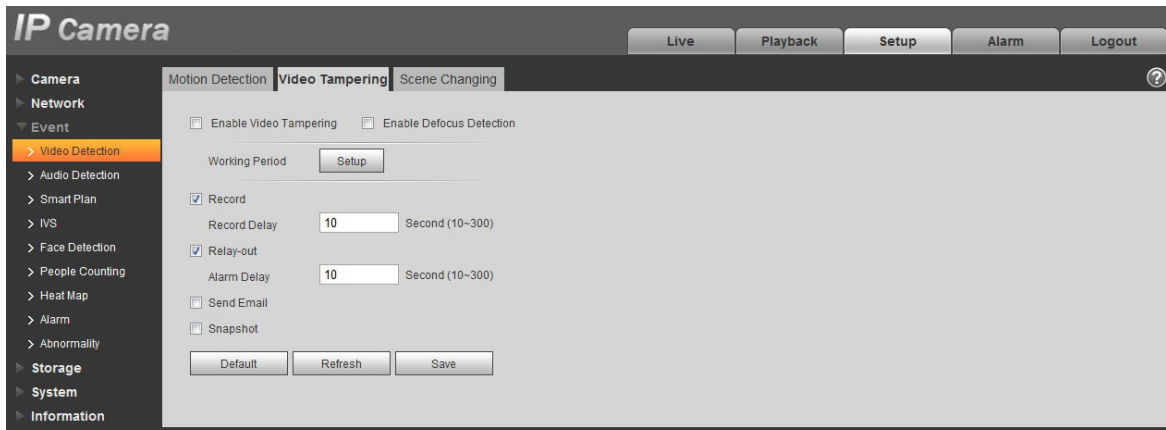 IP Camera
Live Playback Setup Alarm Logout
Camera
Network
Event
Video Detection
Audio Detection
Smart Plan
IVS
Face Detection
People Counting
Heat Map
Alarm
Abnormality
Storage
System
Information
Motion Detection Video Tampering Scene Changing
?
Enable Video Tampering Enable Defocus Detection
Working Period Setup
Record
Record Delay 10 Second (10~300)
Relay-out
Alarm Delay 10 Second (10~300)
Send Email
Snapshot
Default Refresh Save